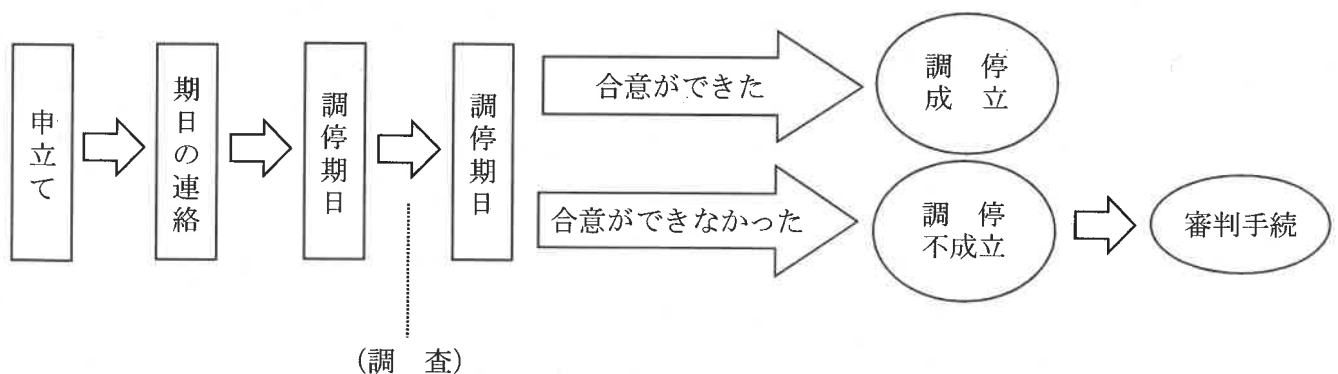 申立て
期日の連絡
調停期日
調停期日
合意ができた
調　停
成　立
合意ができなかった
調　停
不成立
審判手続
(調　査)